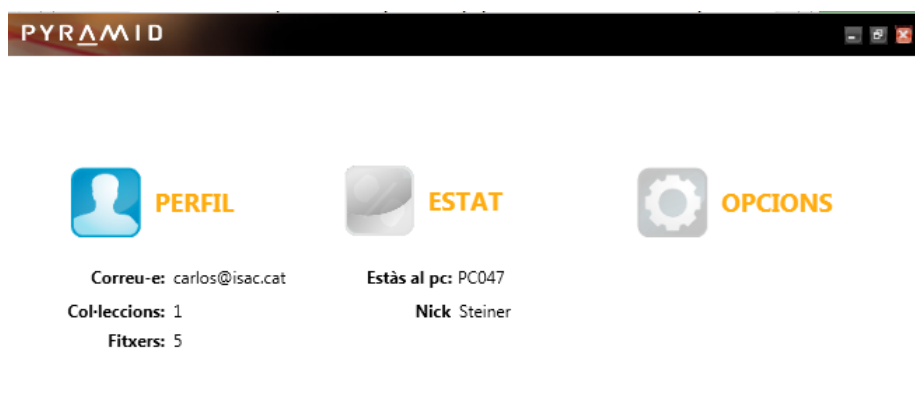 PYRAMID
PERFIL
ESTAT
OPCIONS
Correu-e: carlos@isac.cat
Estàs al pc: PC047
Col·leccions: 1
Nick Steiner
Fitxers: 5